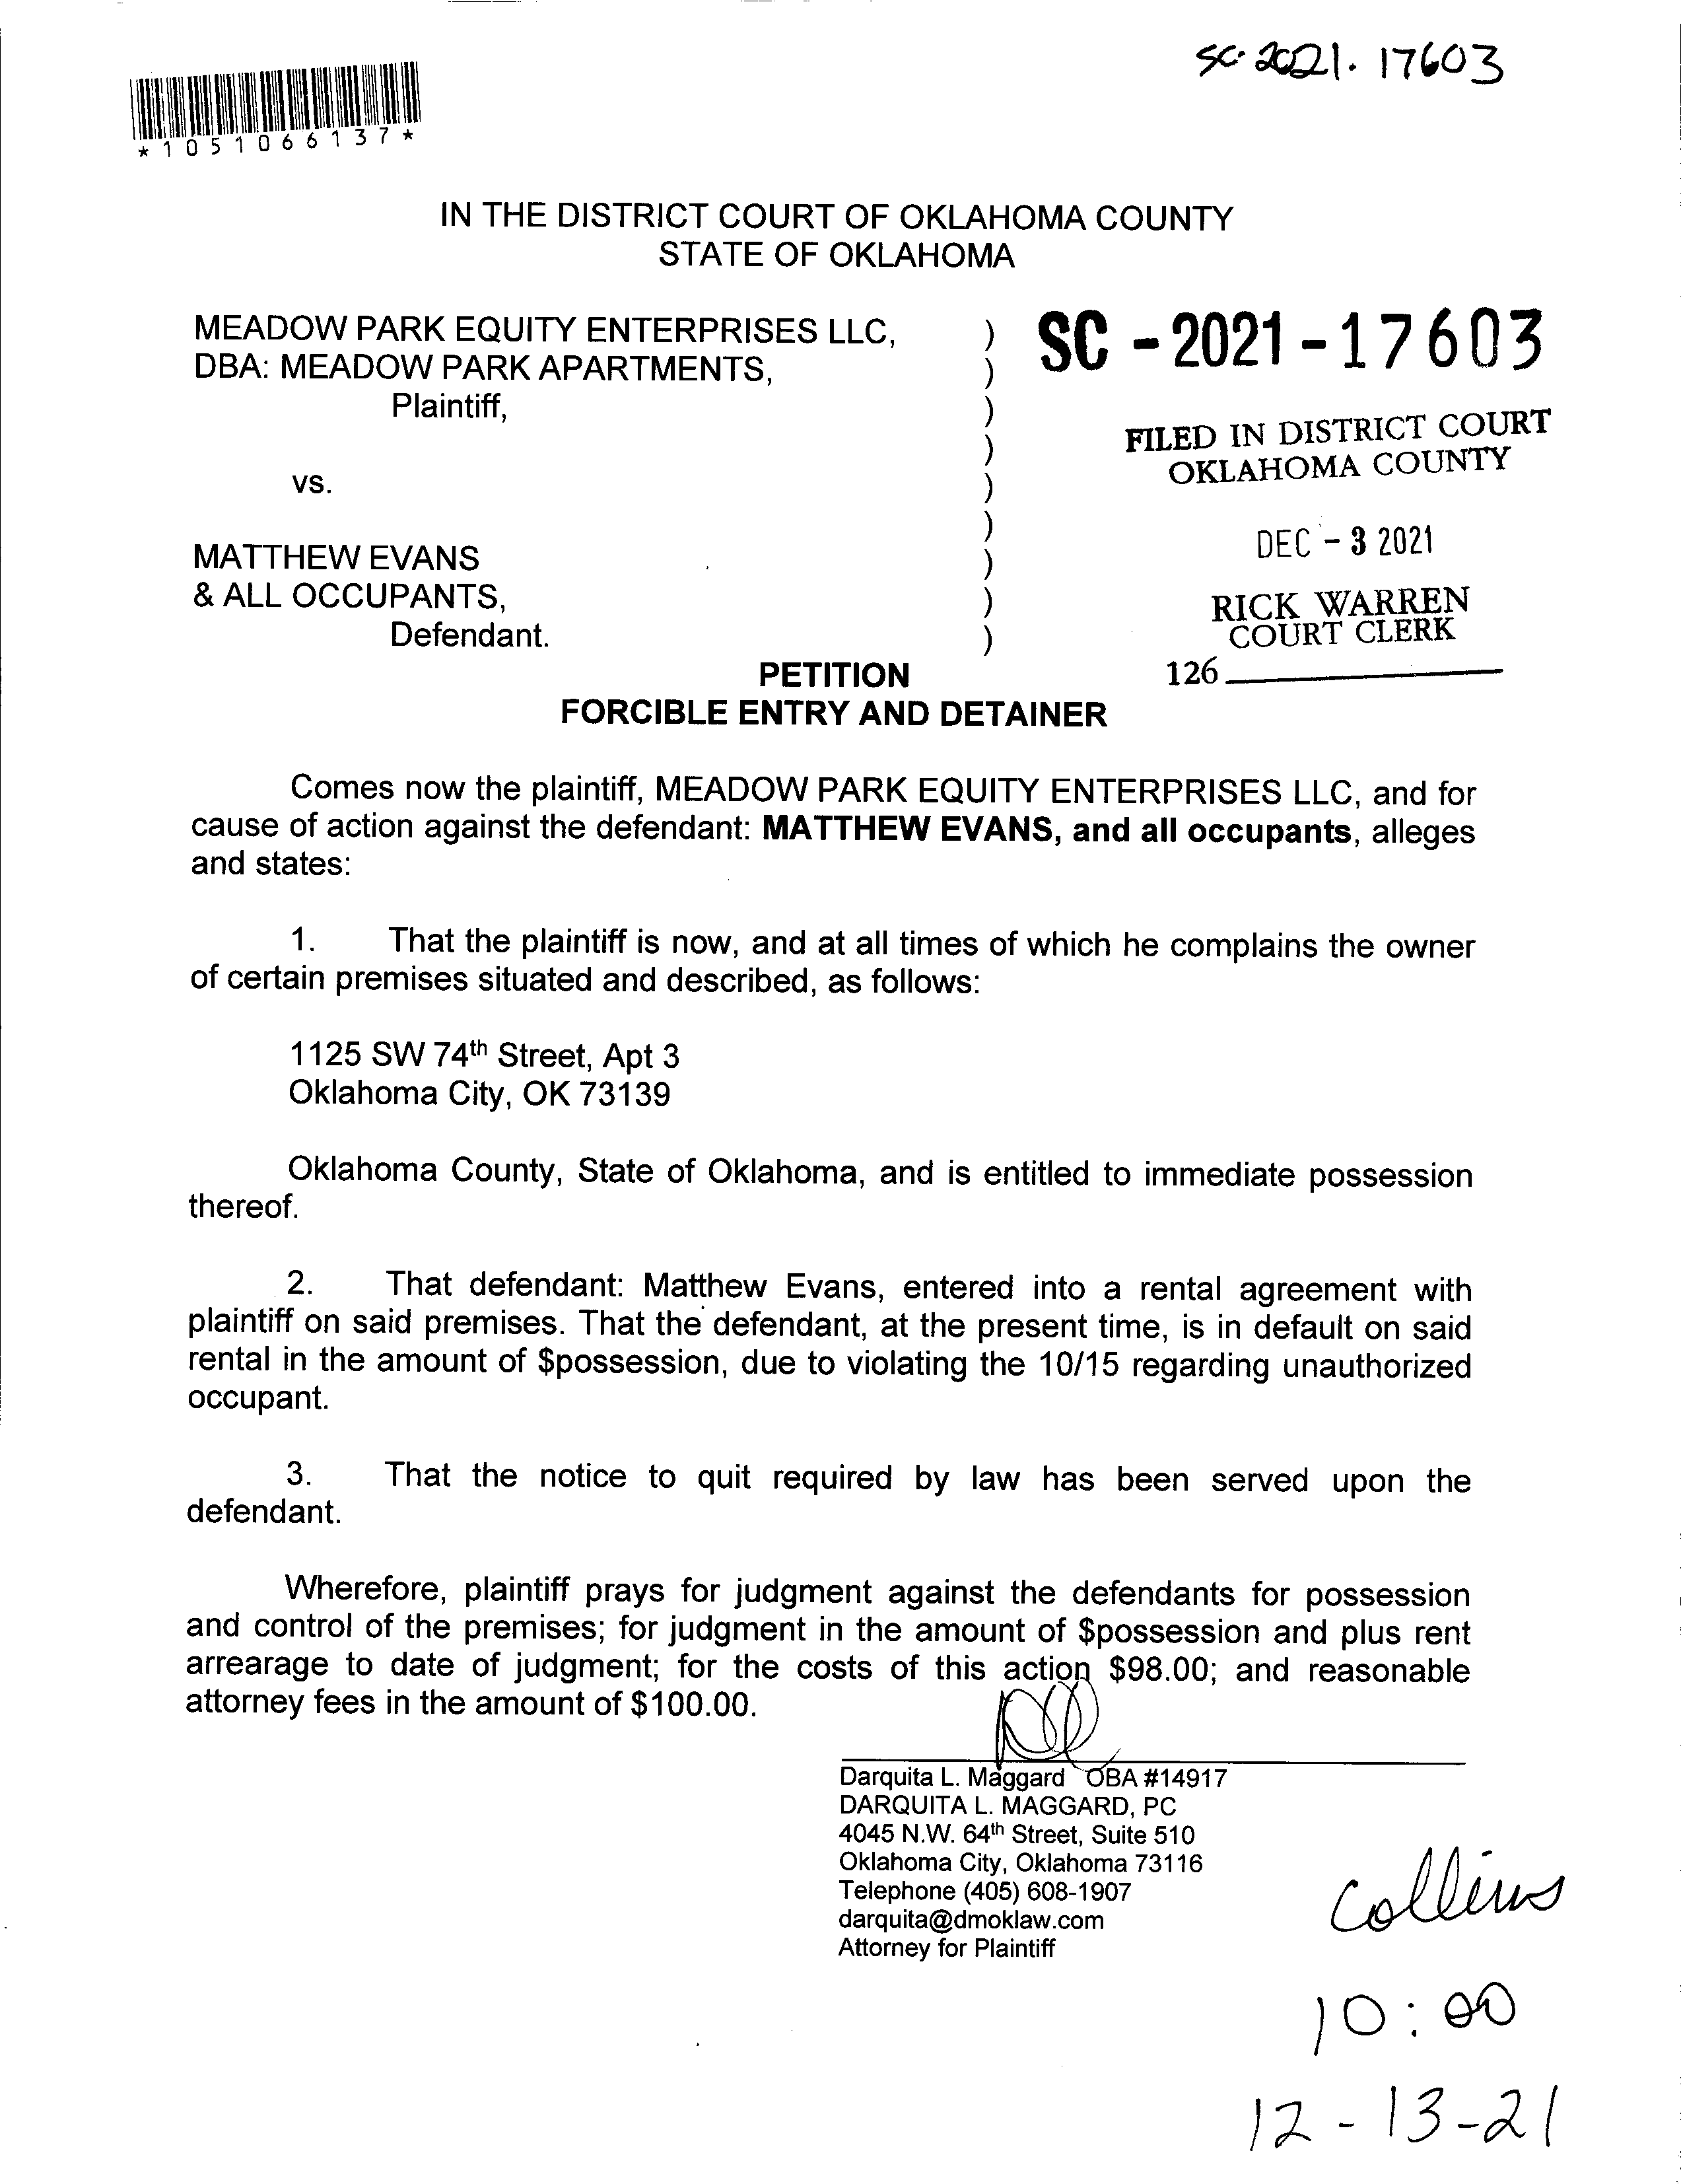 SC-2021-17603
*1051066137*
IN THE DISTRICT COURT OF OKLAHOMA COUNTY
STATE OF OKLAHOMA
MEADOW PARK EQUITY ENTERPRISES LLC, )
DBA: MEADOW PARK APARTMENTS, )
Plaintiff, )
)
vs. )
)
MATTHEW EVANS )
& ALL OCCUPANTS, )
Defendant. )
SC - 2021 - 17603
FILED IN DISTRICT COURT
OKLAHOMA COUNTY
DEC - 3 2021
RICK WARREN
COURT CLERK
126
PETITION
FORCIBLE ENTRY AND DETAINER
Comes now the plaintiff, MEADOW PARK EQUITY ENTERPRISES LLC, and for
cause of action against the defendant: MATTHEW EVANS, and all occupants, alleges
and states:
1. That the plaintiff is now, and at all times of which he complains the owner
of certain premises situated and described, as follows:
1125 SW 74th Street, Apt 3
Oklahoma City, OK 73139
Oklahoma County, State of Oklahoma, and is entitled to immediate possession
thereof.
2. That defendant: Matthew Evans, entered into a rental agreement with
plaintiff on said premises. That the defendant, at the present time, is in default on said
rental in the amount of $possession, due to violating the 10/15 regarding unauthorized
occupant.
3. That the notice to quit required by law has been served upon the
defendant.
Wherefore, plaintiff prays for judgment against the defendants for possession
and control of the premises; for judgment in the amount of $possession and plus rent
arrearage to date of judgment; for the costs of this action $98.00; and reasonable
attorney fees in the amount of $100.00.
Darquita L. Maggard OBA #14917
DARQUITA L. MAGGARD, PC
4045 N.W. 64th Street, Suite 510
Oklahoma City, Oklahoma 73116
Telephone (405) 608-1907
darquita@dmoklaw.com
Attorney for Plaintiff
Collins
10:00
12-13-21